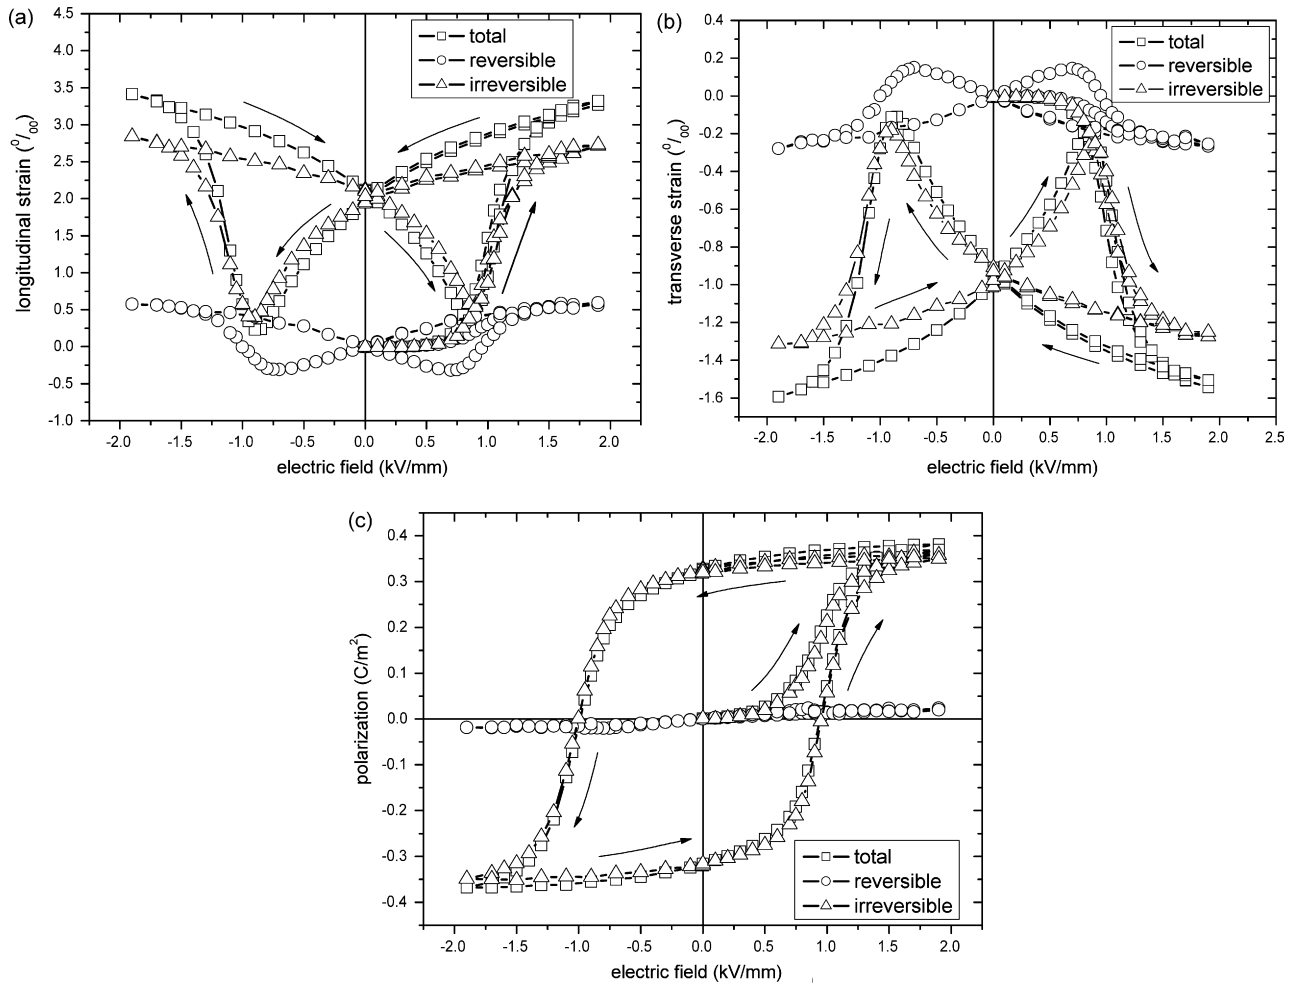 (a)
4.5
4.0
3.5
3.0
2.5
2.0
1.5
1.0
0.5
0.0
-0.5
-1.0
longitudinal strain (⁰/₀₀)
total
reversible
irreversible
-2.0 -1.5 -1.0 -0.5 0.0 0.5 1.0 1.5 2.0
electric field (kV/mm)
(b)
0.4
0.2
0.0
-0.2
-0.4
-0.6
-0.8
-1.0
-1.2
-1.4
-1.6
transverse strain (⁰/₀₀)
total
reversible
irreversible
-2.0 -1.5 -1.0 -0.5 0.0 0.5 1.0 1.5 2.0 2.5
electric field (kV/mm)
(c)
0.4
0.3
0.2
0.1
0.0
-0.1
-0.2
-0.3
-0.4
polarization (C/m²)
total
reversible
irreversible
-2.0 -1.5 -1.0 -0.5 0.0 0.5 1.0 1.5 2.0
electric field (kV/mm)